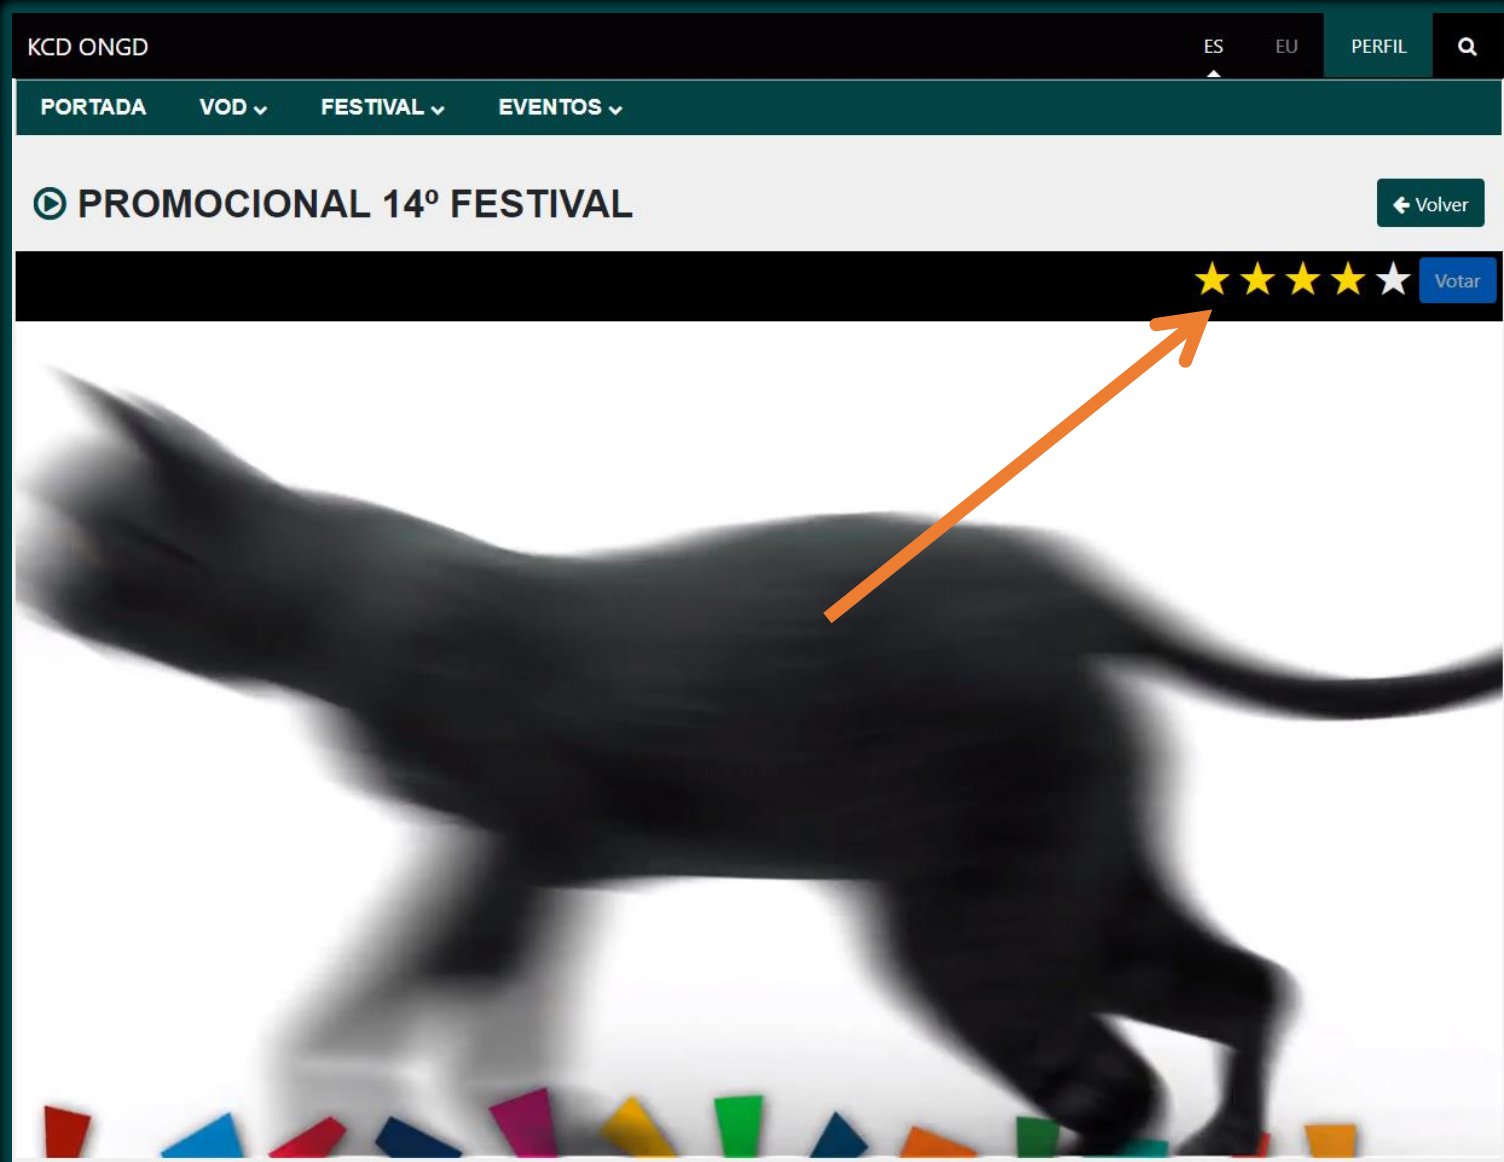 KCD ONGD ES EU PERFIL
PORTADA VOD FESTIVAL EVENTOS
PROMOCIONAL 14º FESTIVAL Volver
Votar